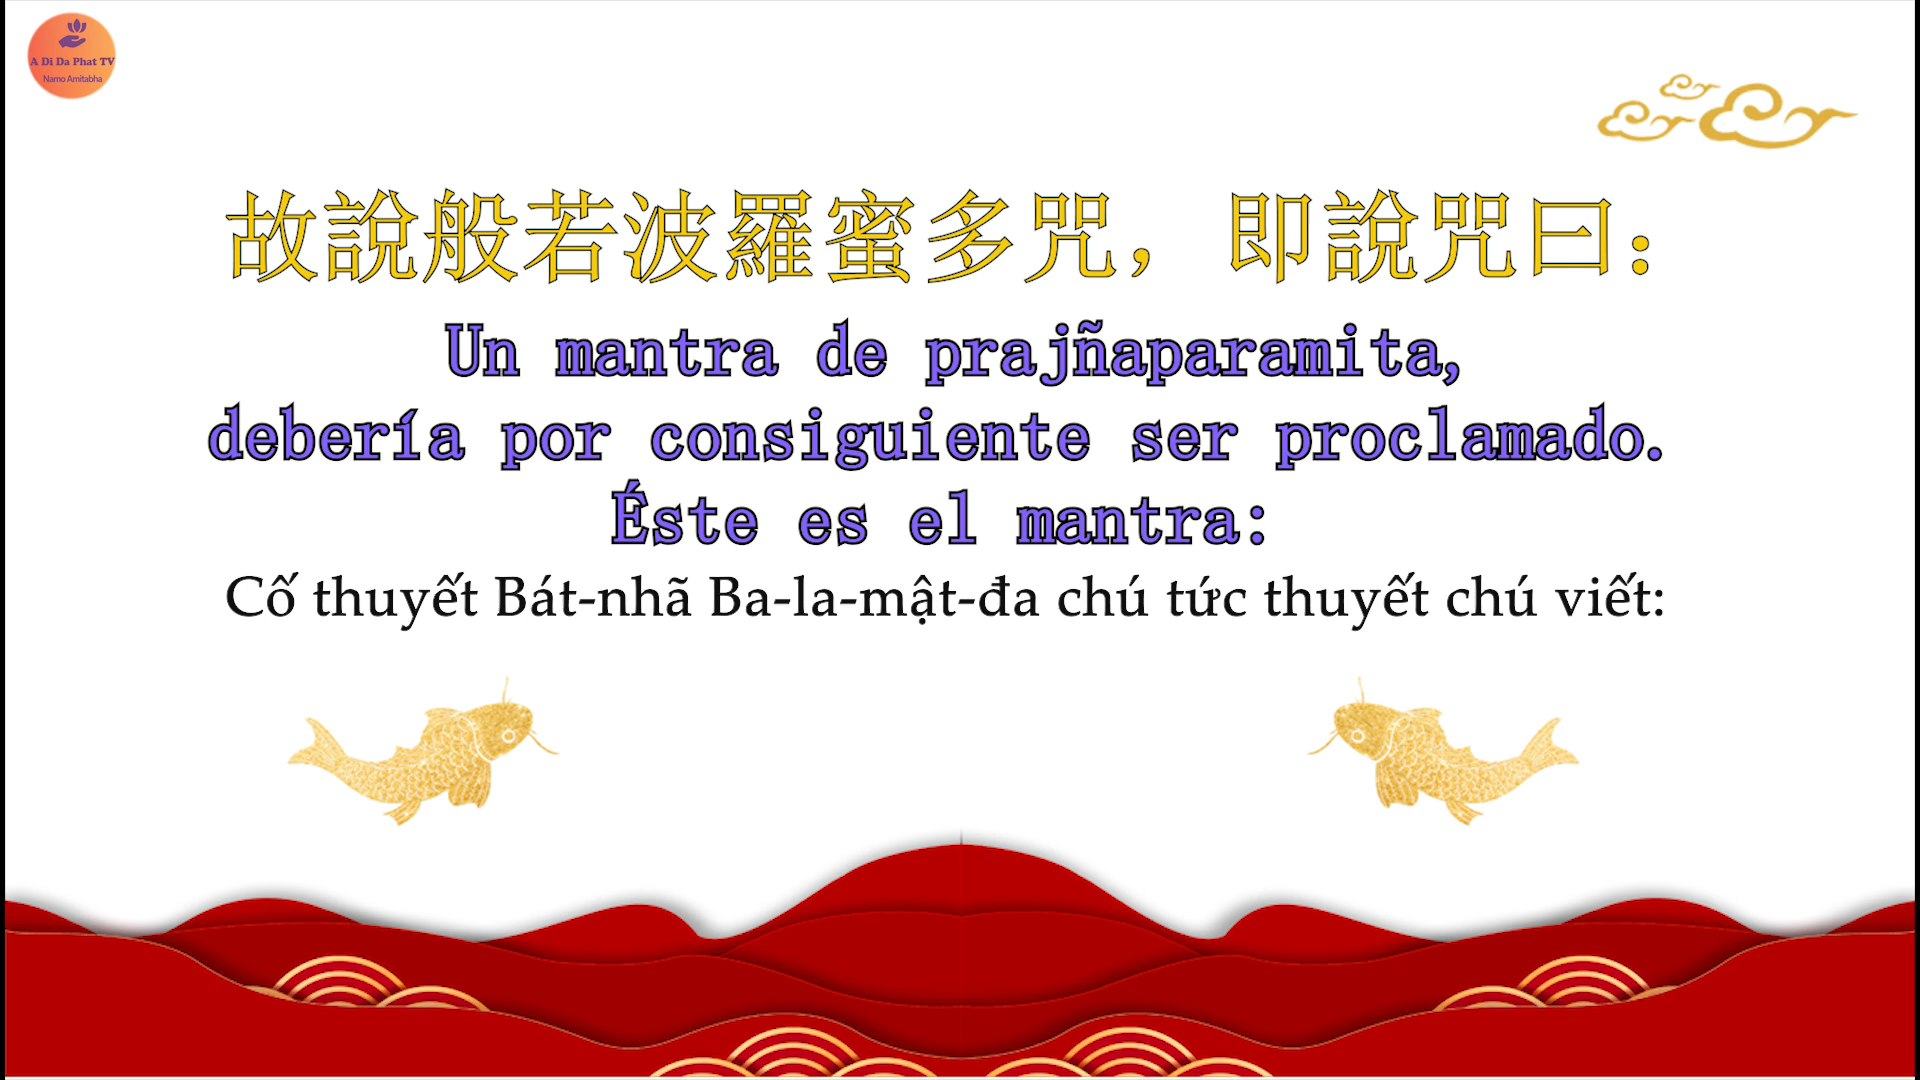 A Di Da Phat TV
Namo Amitabha
故說般若波羅蜜多咒，即說咒曰：
Un mantra de prajñaparamita,
debería por consiguiente ser proclamado.
Éste es el mantra:
Cố thuyết Bát-nhã Ba-la-mật-đa chú tức thuyết chú viết: